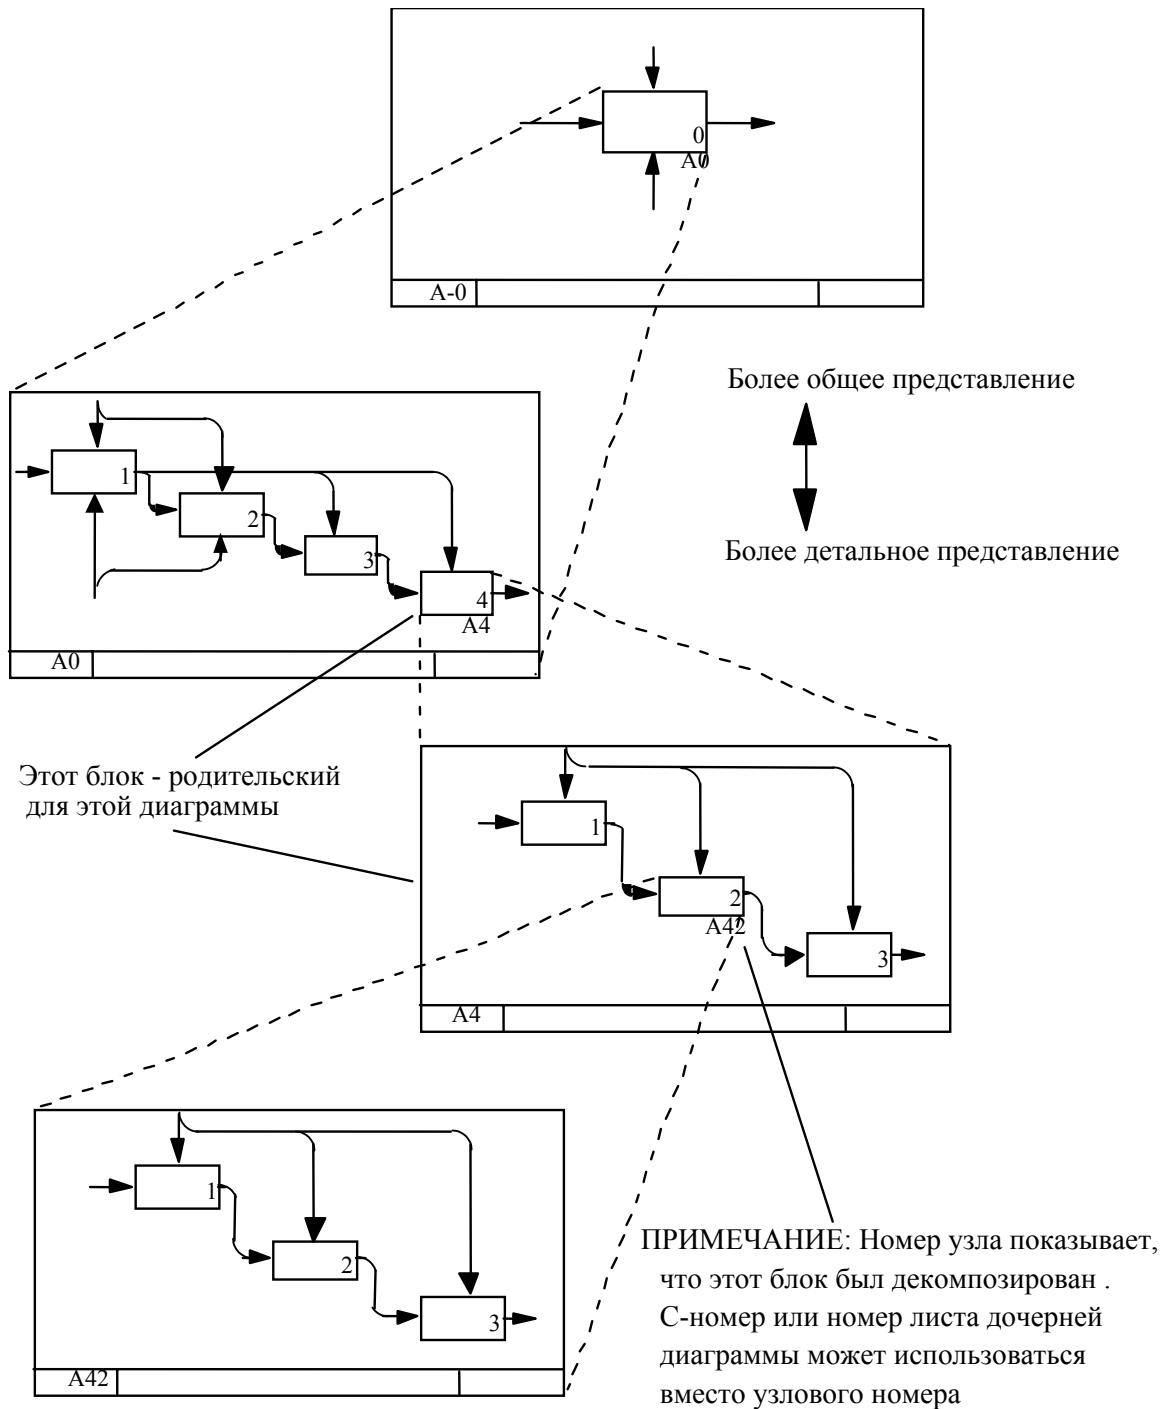 0
A0
A-0
Более общее представление
Более детальное представление
1
2
3
4
A4
A0
Этот блок - родительский
для этой диаграммы
1
2
A42
3
A4
1
2
3
A42
ПРИМЕЧАНИЕ: Номер узла показывает,
что этот блок был декомпозирован .
С-номер или номер листа дочерней
диаграммы может использоваться
вместо узлового номера